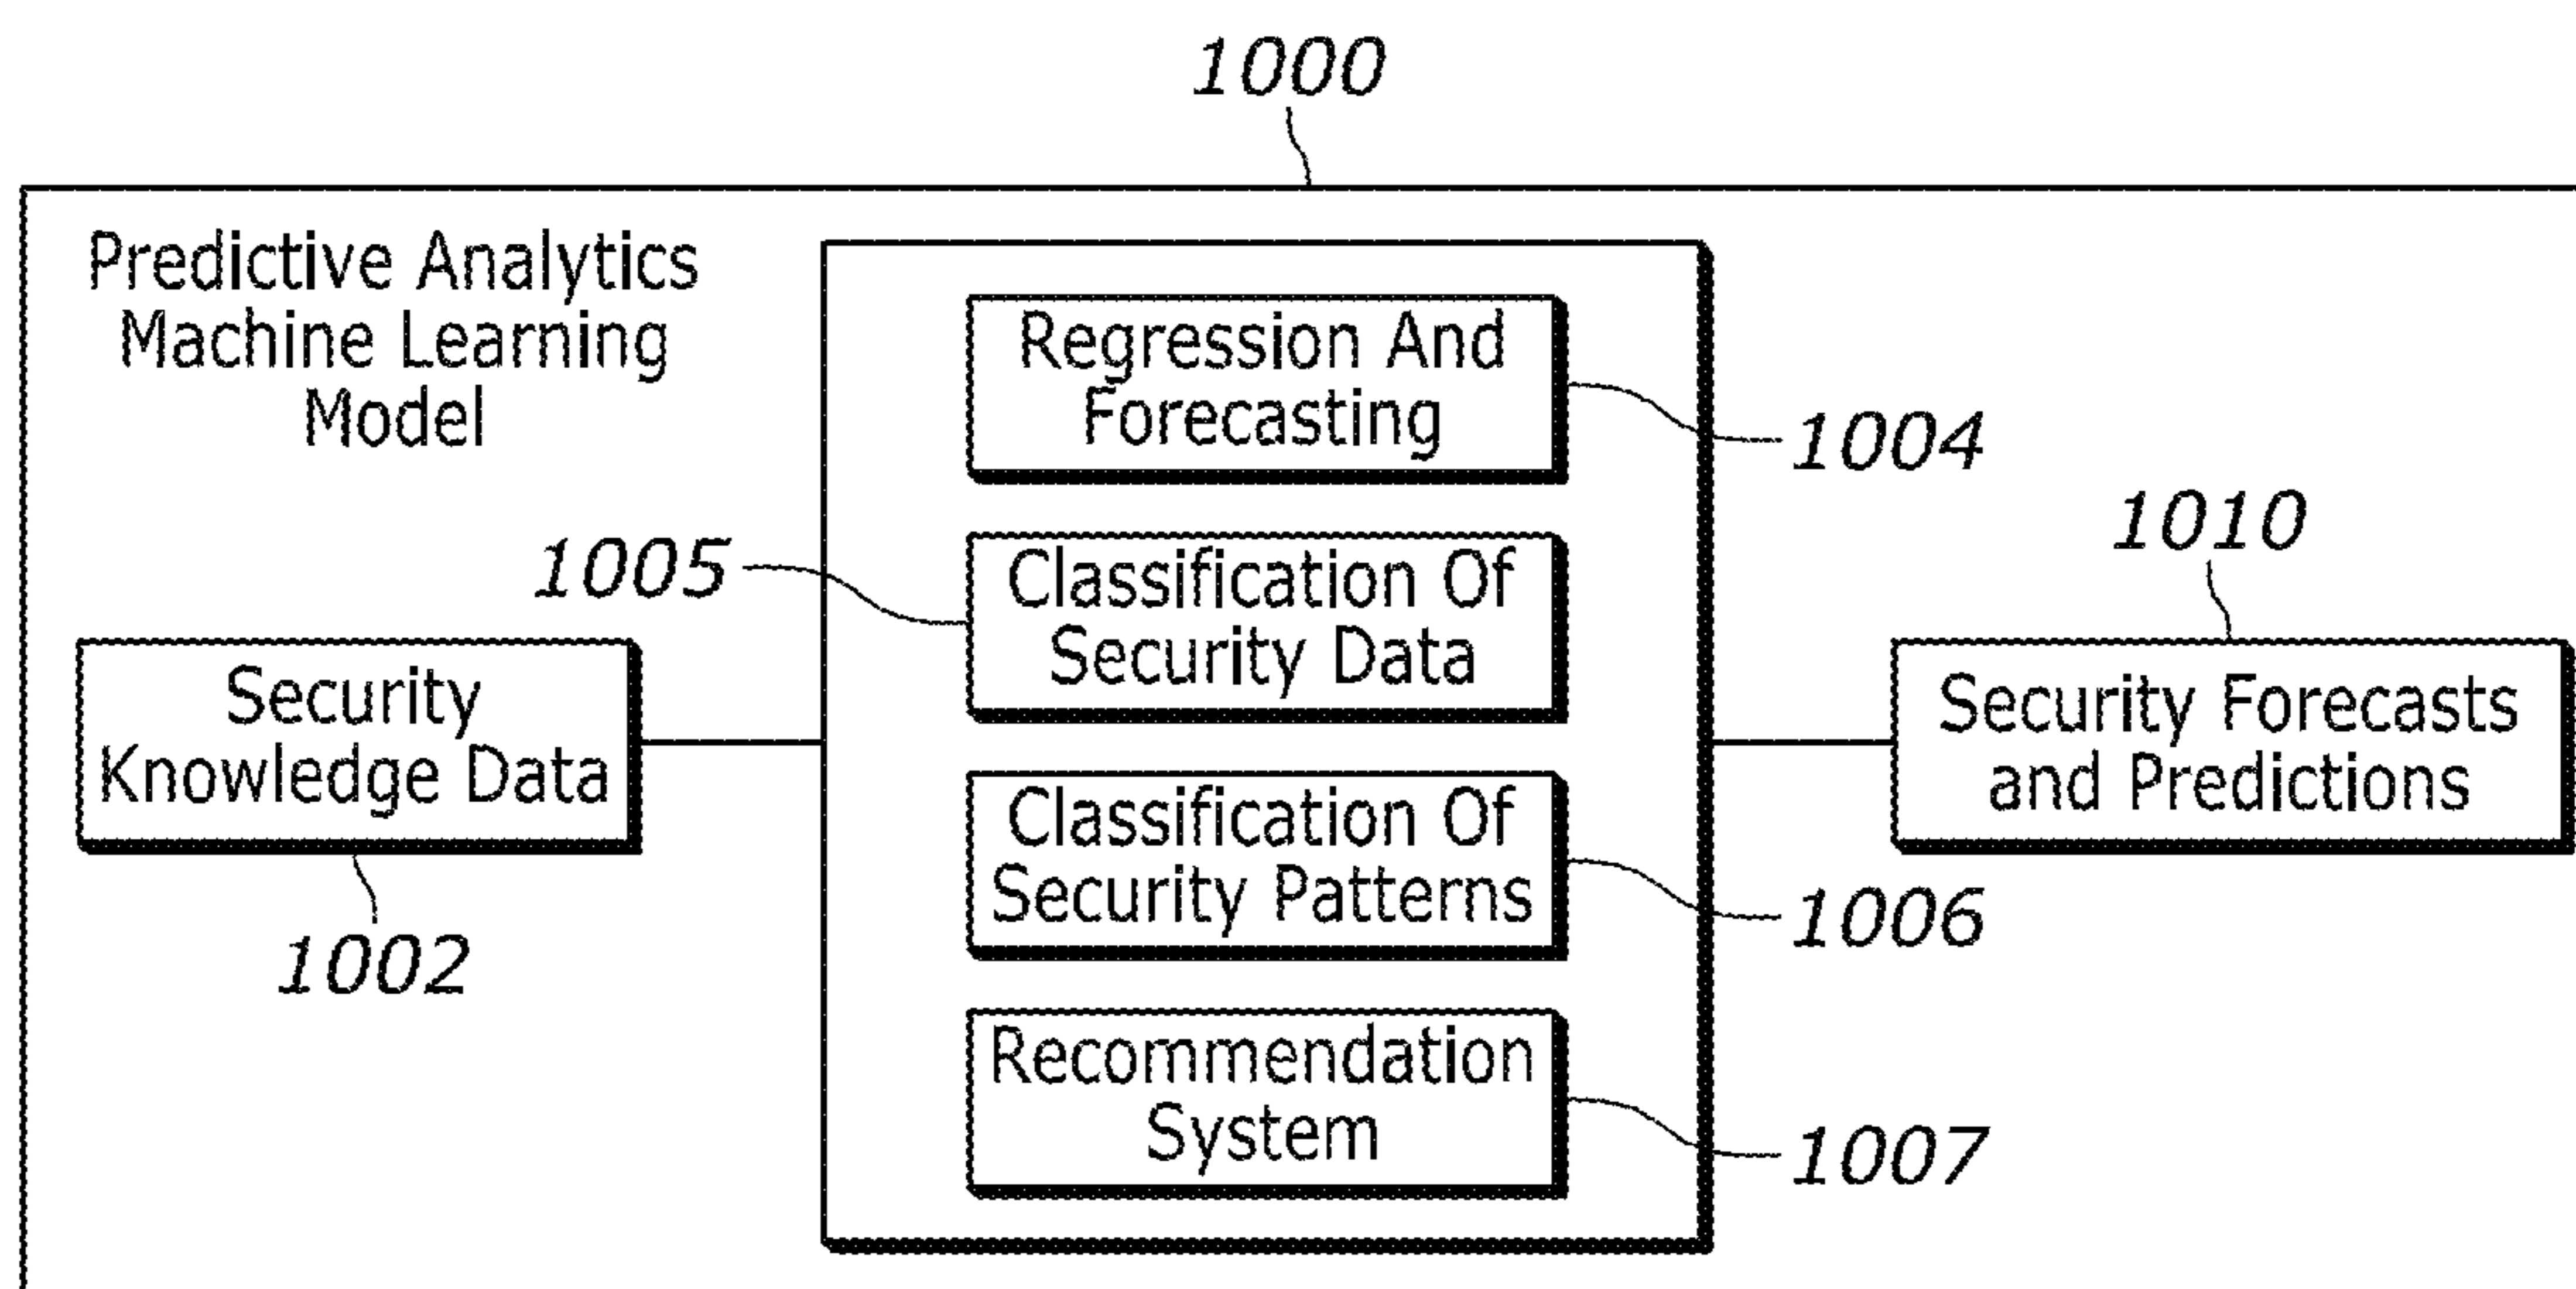 1000
Predictive Analytics
Machine Learning
Model
Regression And
Forecasting
1004
1005
Classification Of
Security Data
1010
Security
Knowledge Data
1002
Classification Of
Security Patterns
1006
Security Forecasts
and Predictions
Recommendation
System
1007